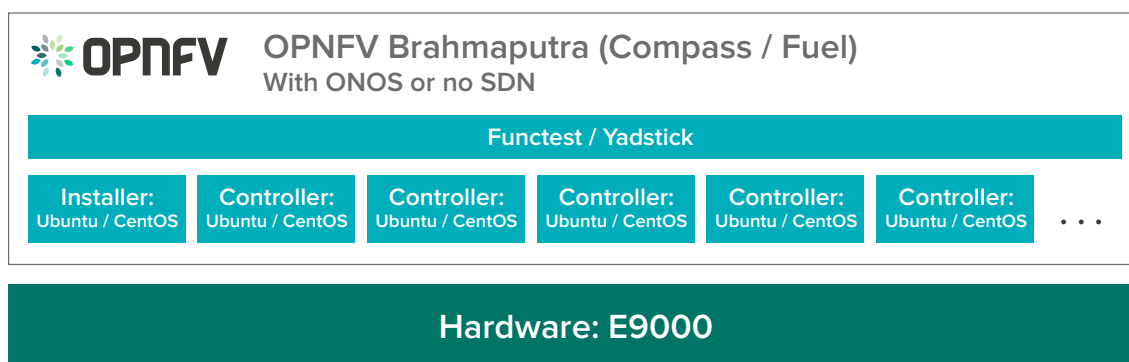 OPNFV
OPNFV Brahmaputra (Compass / Fuel)
With ONOS or no SDN
Functest / Yadstick
Installer:
Ubuntu / CentOS
Controller:
Ubuntu / CentOS
Controller:
Ubuntu / CentOS
Controller:
Ubuntu / CentOS
Controller:
Ubuntu / CentOS
Controller:
Ubuntu / CentOS
. . .
Hardware: E9000